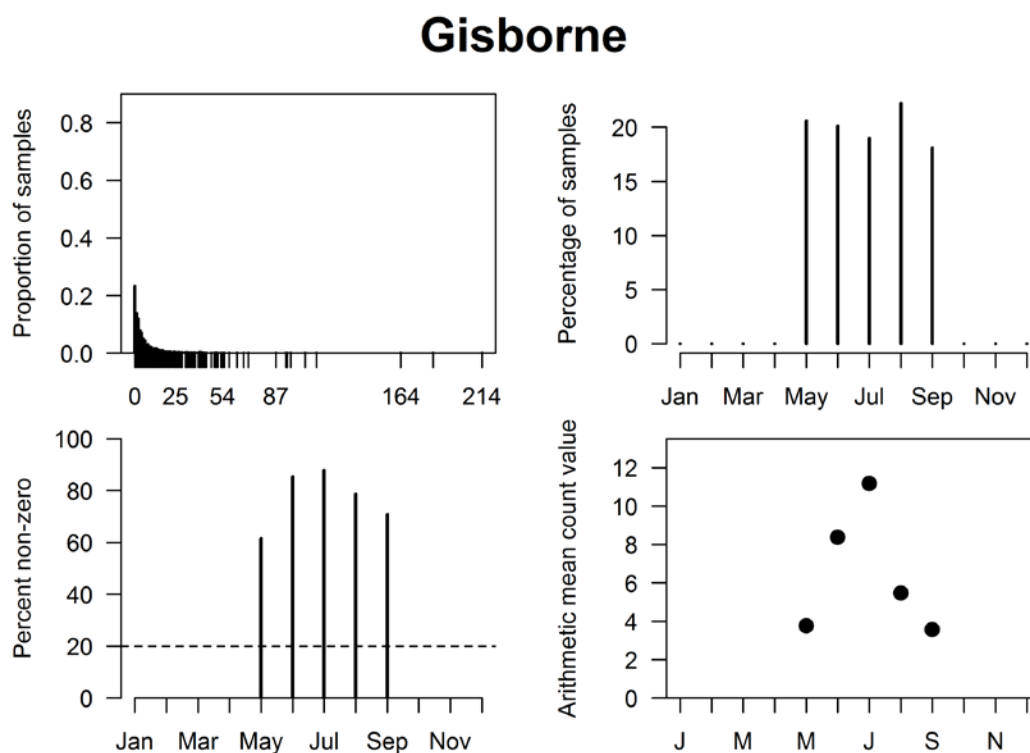 Gisborne
Proportion of samples
0.8
0.6
0.4
0.2
0.0
0 25 54 87 164 214
Percentage of samples
20
15
10
5
0
Jan Mar May Jul Sep Nov
Percent non-zero
100
80
60
40
20
0
Jan Mar May Jul Sep Nov
Arithmetic mean count value
12
10
8
6
4
2
0
J M M J S N